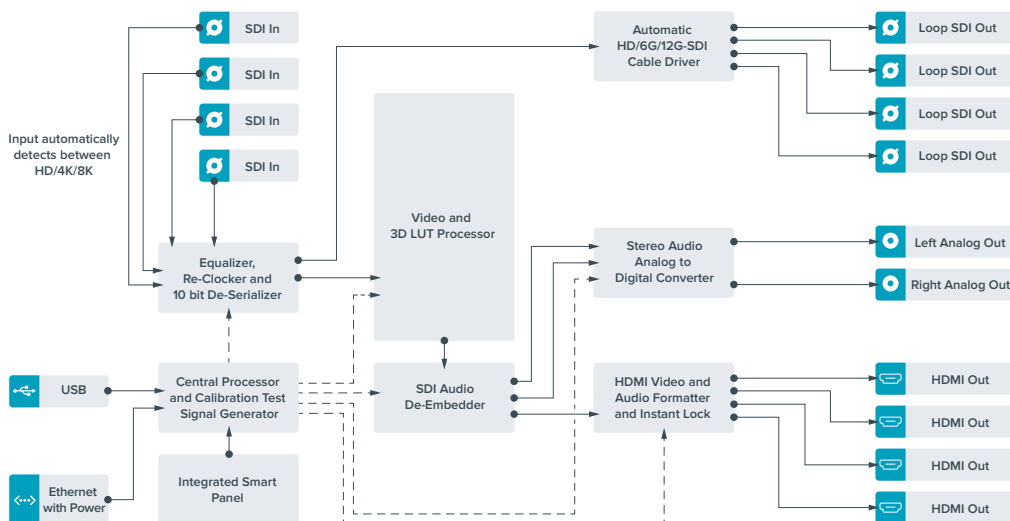 SDI In
SDI In
SDI In
SDI In
Input automatically
detects between
HD/4K/8K
Automatic
HD/6G/12G-SDI
Cable Driver
Loop SDI Out
Loop SDI Out
Loop SDI Out
Loop SDI Out
Video and
3D LUT Processor
Equalizer,
Re-Clocker and
10 bit De-Serializer
Stereo Audio
Analog to
Digital Converter
Left Analog Out
Right Analog Out
USB
Central Processor
and Calibration Test
Signal Generator
SDI Audio
De-Embedder
HDMI Video and
Audio Formatter
and Instant Lock
HDMI Out
HDMI Out
HDMI Out
HDMI Out
Ethernet
with Power
Integrated Smart
Panel